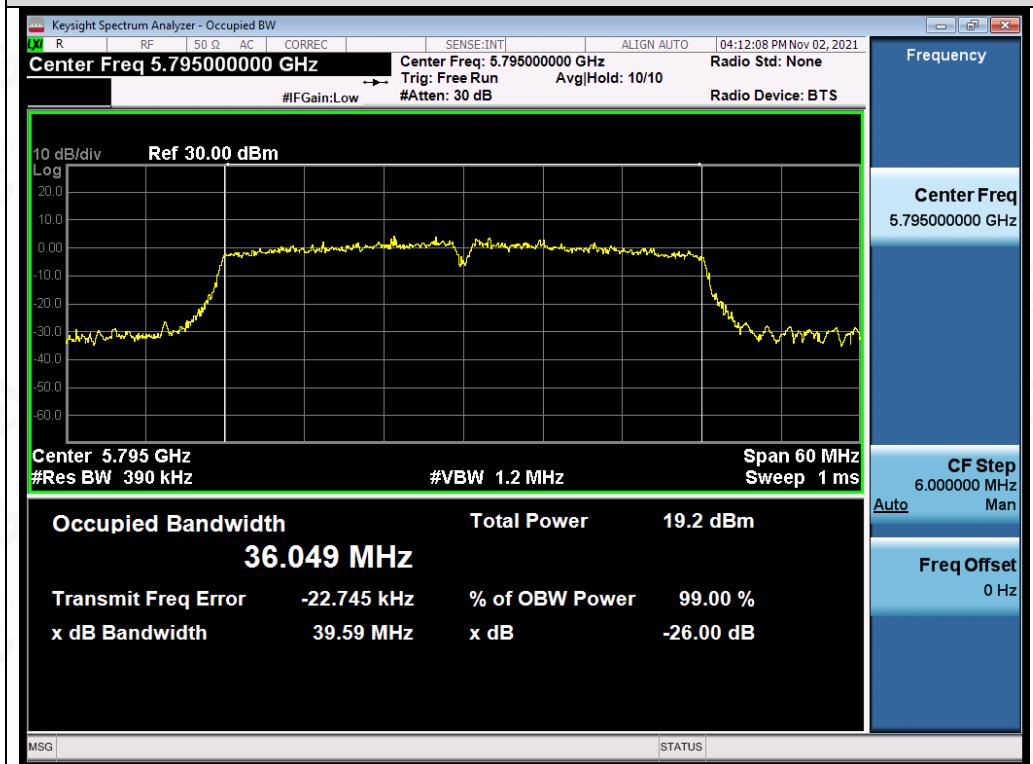 Keysight Spectrum Analyzer - Occupied BW
LXI R RF 50 Ω AC CORREC SENSE:INT ALIGN AUTO 04:12:08 PM Nov 02, 2021
Center Freq 5.795000000 GHz Center Freq: 5.795000000 GHz Radio Std: None
Trig: Free Run Avg|Hold: 10/10
#IFGain:Low #Atten: 30 dB Radio Device: BTS
10 dB/div Ref 30.00 dBm
Log
20.0
10.0
0.00
-10.0
-20.0
-30.0
-40.0
-50.0
-60.0
Center 5.795 GHz Span 60 MHz
#Res BW 390 kHz #VBW 1.2 MHz Sweep 1 ms
Occupied Bandwidth Total Power 19.2 dBm
36.049 MHz
Transmit Freq Error -22.745 kHz % of OBW Power 99.00 %
x dB Bandwidth 39.59 MHz x dB -26.00 dB
MSG STATUS
Frequency
Center Freq
5.795000000 GHz
CF Step
6.000000 MHz
Auto Man
Freq Offset
0 Hz